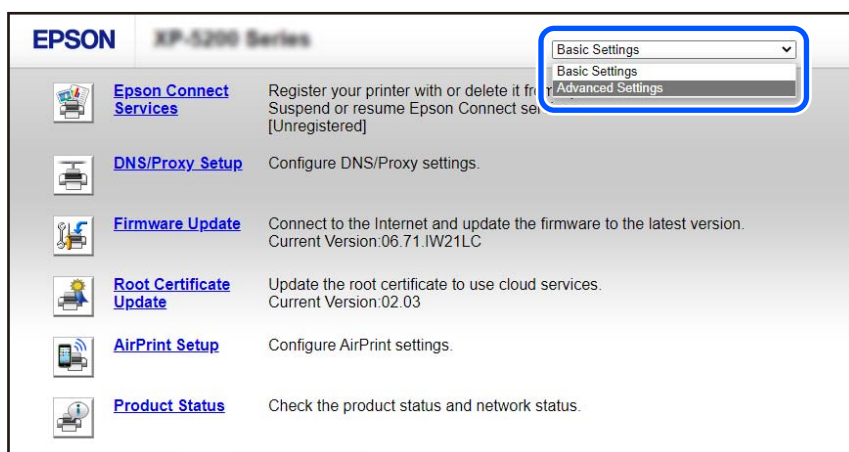 EPSON XP-5200 Series
Basic Settings
Basic Settings
Advanced Settings
Epson Connect Services
Register your printer with or delete it
Suspend or resume Epson Connect
[Unregistered]
DNS/Proxy Setup
Configure DNS/Proxy settings.
Firmware Update
Connect to the Internet and update the firmware to the latest version.
Current Version:06.71.IW21LC
Root Certificate
Update
Update the root certificate to use cloud services.
Current Version:02.03
AirPrint Setup
Configure AirPrint settings.
Product Status
Check the product status and network status.